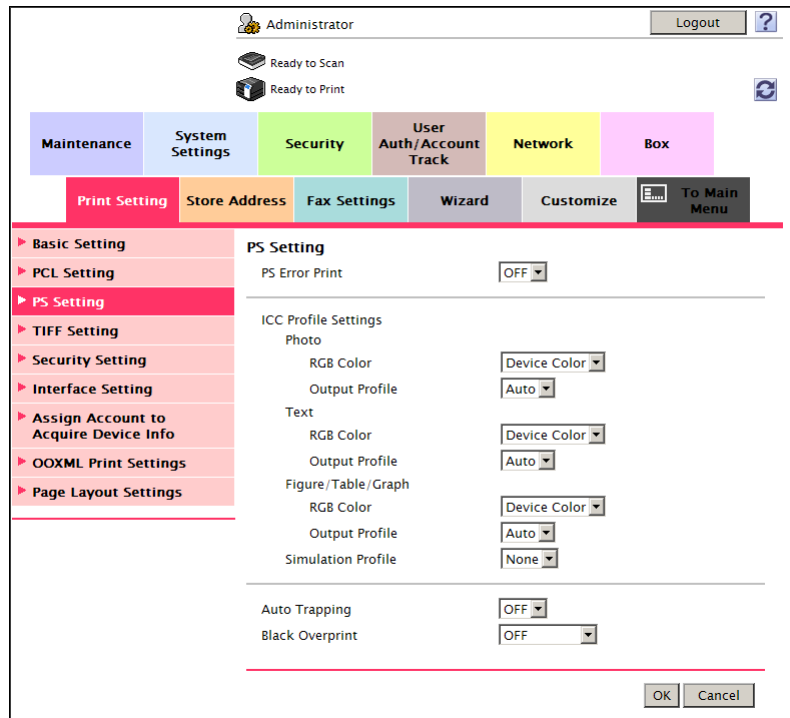 Administrator
Logout
?
Ready to Scan
Ready to Print
Maintenance
System
Settings
Security
User
Auth/Account
Track
Network
Box
Print Setting
Store Address
Fax Settings
Wizard
Customize
To Main
Menu
Basic Setting
PCL Setting
PS Setting
TIFF Setting
Security Setting
Interface Setting
Assign Account to
Acquire Device Info
OOXML Print Settings
Page Layout Settings
PS Setting
PS Error Print OFF
ICC Profile Settings
Photo
RGB Color Device Color
Output Profile Auto
Text
RGB Color Device Color
Output Profile Auto
Figure/Table/Graph
RGB Color Device Color
Output Profile Auto
Simulation Profile None
Auto Trapping OFF
Black Overprint OFF
OK Cancel